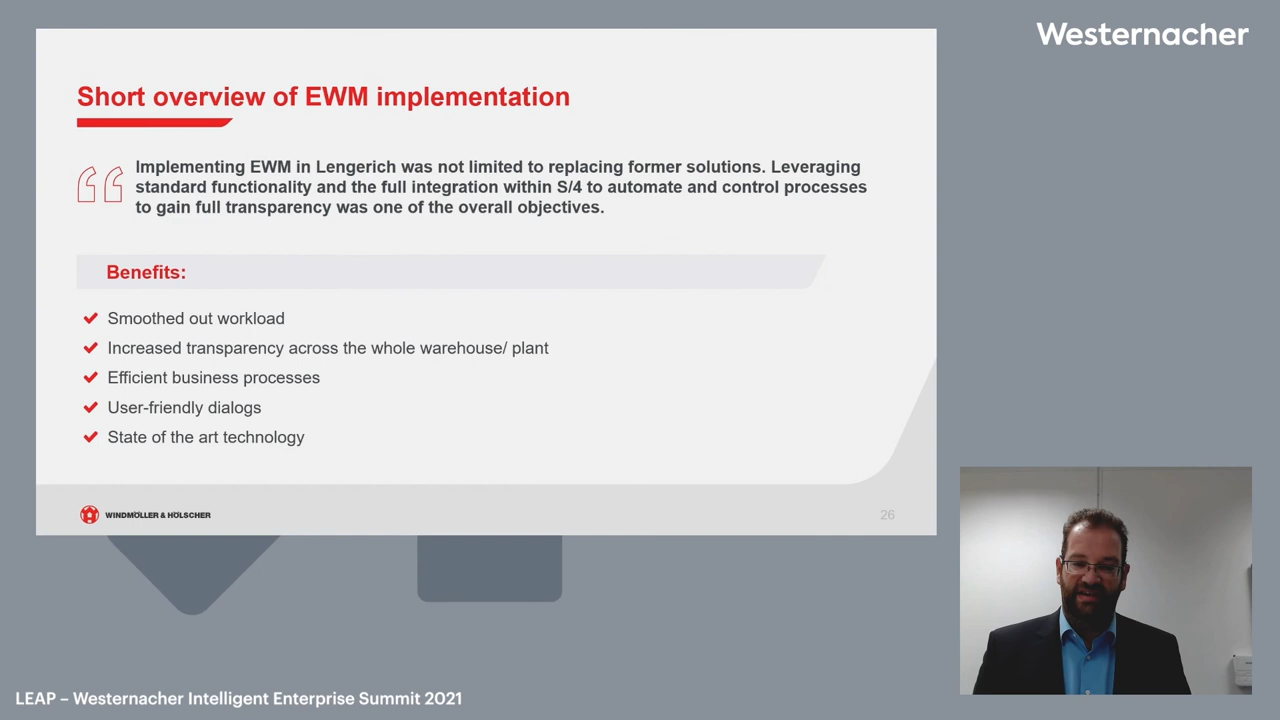 Westernacher
Short overview of EWM implementation
Implementing EWM in Lengerich was not limited to replacing former solutions. Leveraging
standard functionality and the full integration within S/4 to automate and control processes
to gain full transparency was one of the overall objectives.
Benefits:
Smoothed out workload
Increased transparency across the whole warehouse/ plant
Efficient business processes
User-friendly dialogs
State of the art technology
WINDMÖLLER & HÖLSCHER
26
LEAP – Westernacher Intelligent Enterprise Summit 2021